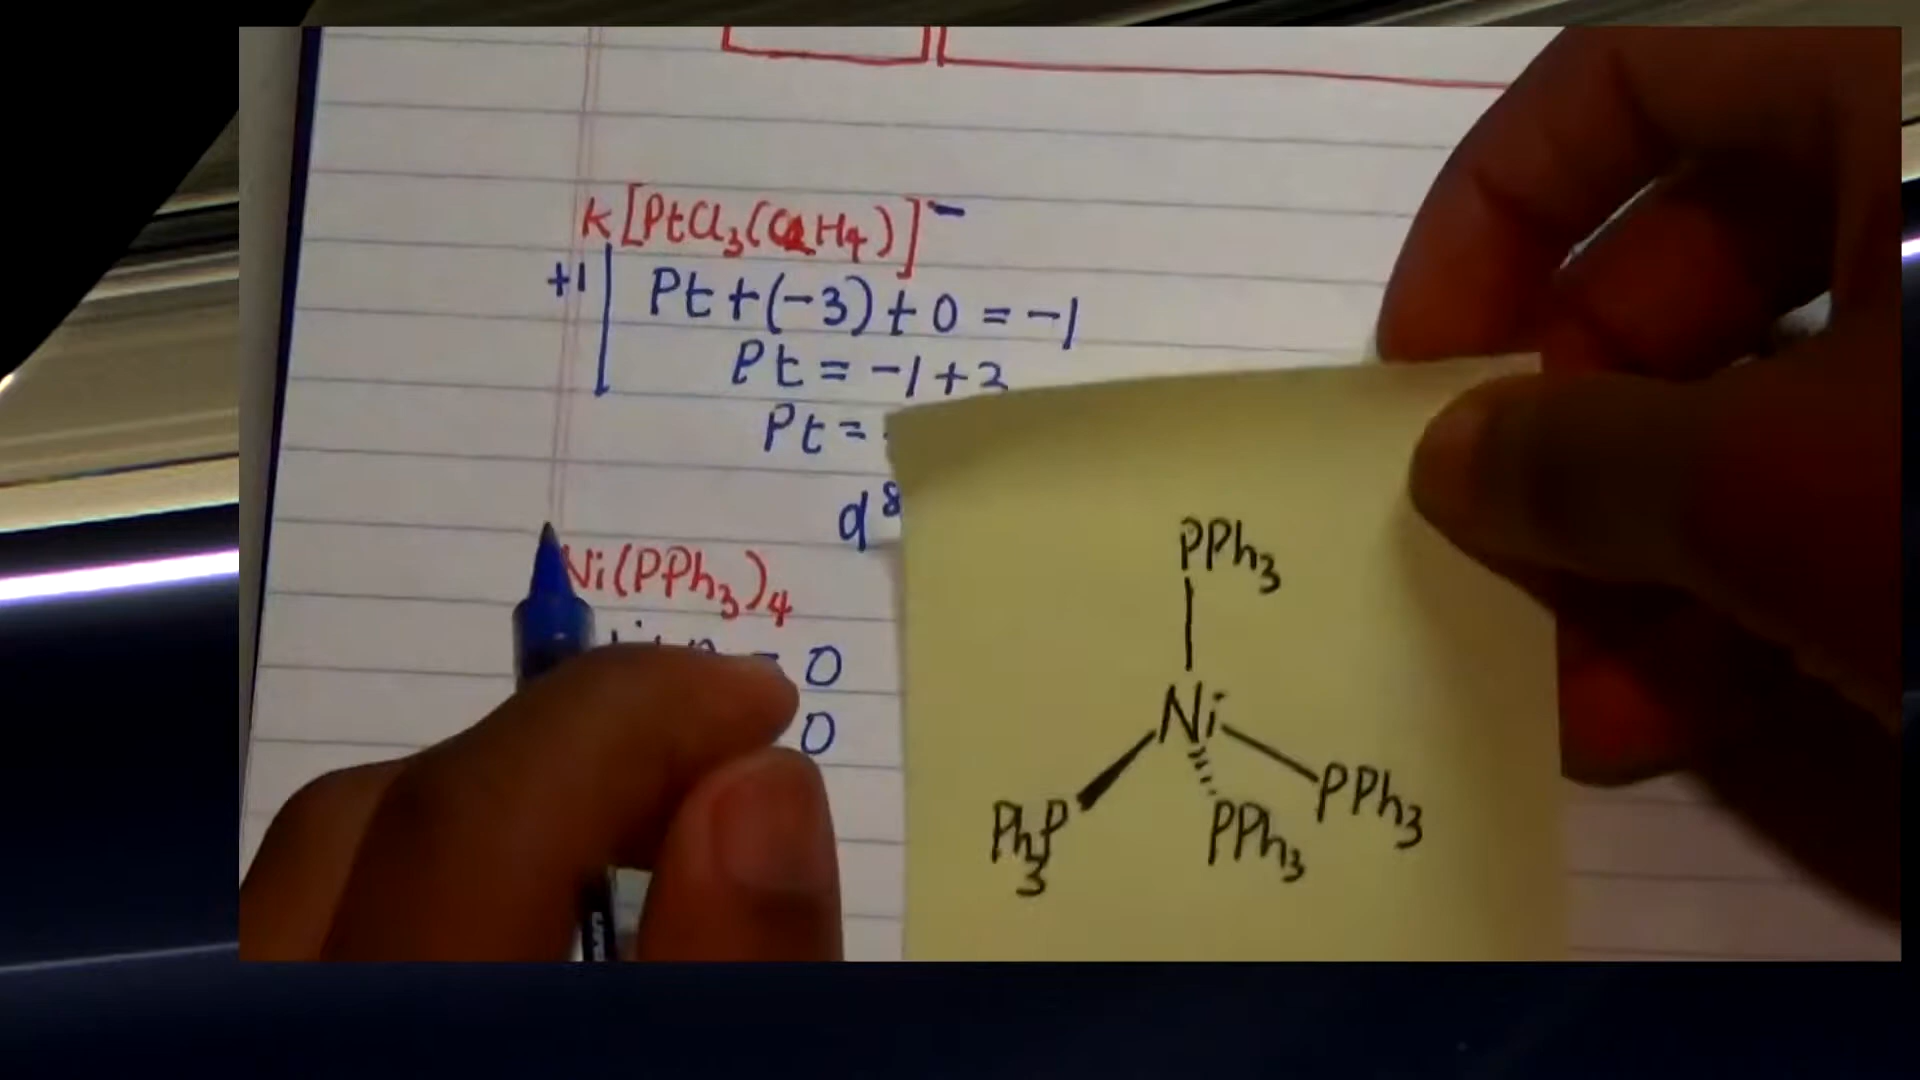 K[PtCl₃(C₂H₄)]⁻
+1 | Pt + (-3) + 0 = -1
Pt = -1 + 3
Pt =
d⁸
Ni(PPh₃)₄
= 0
0
PPh₃
Ni
Ph₃P
PPh₃
PPh₃